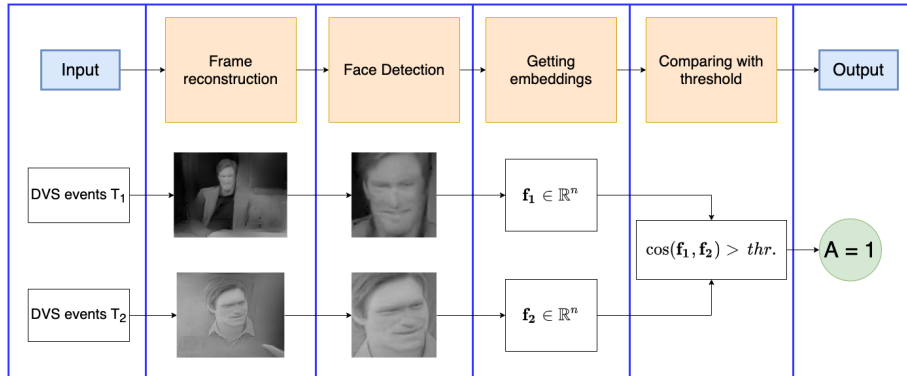 Input
Frame
reconstruction
Face Detection
Getting
embeddings
Comparing with
threshold
Output
DVS events T₁
f₁ ∈ ℝⁿ
cos(f₁, f₂) > thr.
A = 1
DVS events T₂
f₂ ∈ ℝⁿ